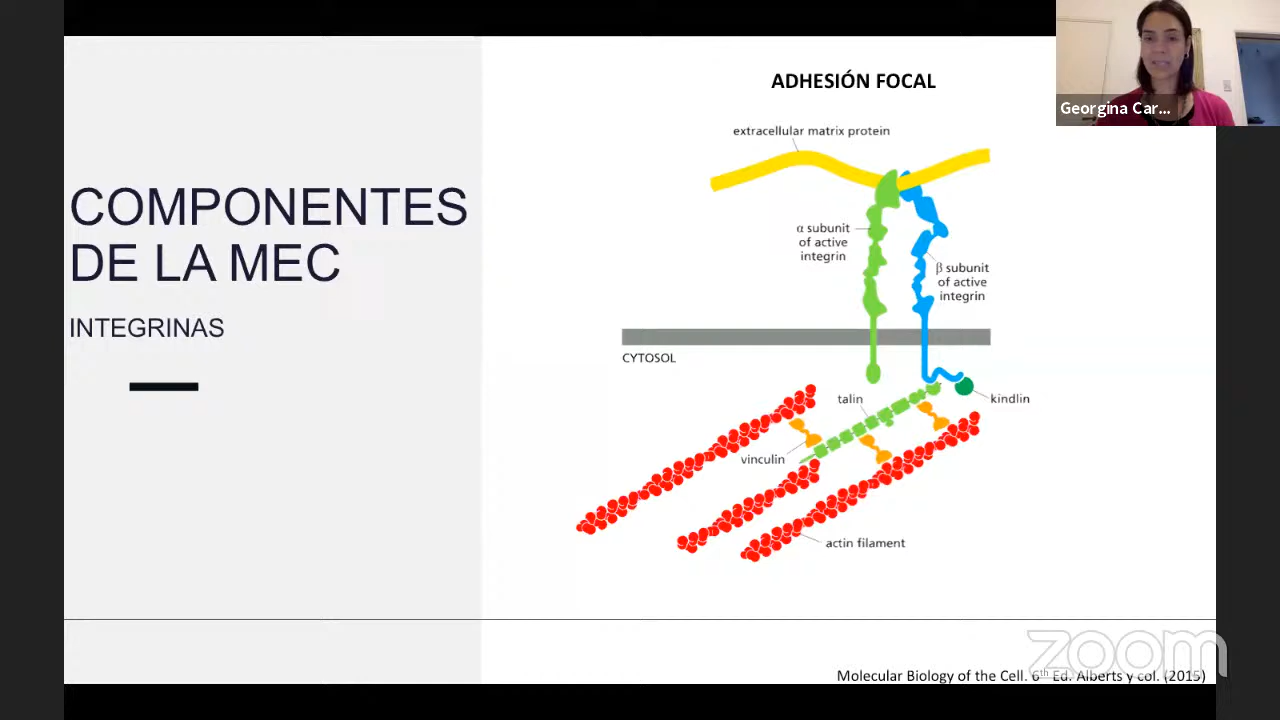 COMPONENTES
DE LA MEC
INTEGRINAS
ADHESIÓN FOCAL
extracellular matrix protein
α subunit
of active
integrin
β subunit
of active
integrin
CYTOSOL
talin
kindlin
vinculin
actin filament
Molecular Biology of the Cell. 6th Ed. Alberts y col. (2015)
Georgina Car...
zoom